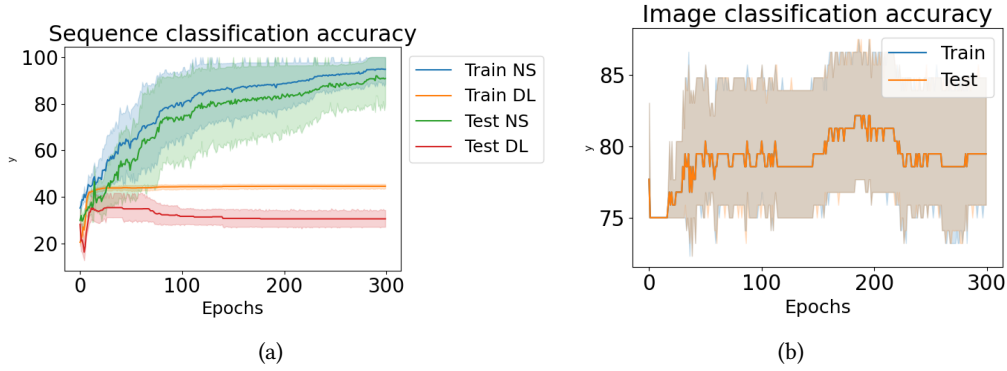 Sequence classification accuracy
100
80
60
40
20
y
0
100
200
300
Epochs
Train NS
Train DL
Test NS
Test DL
(a)
Image classification accuracy
85
80
75
y
0
100
200
300
Epochs
Train
Test
(b)